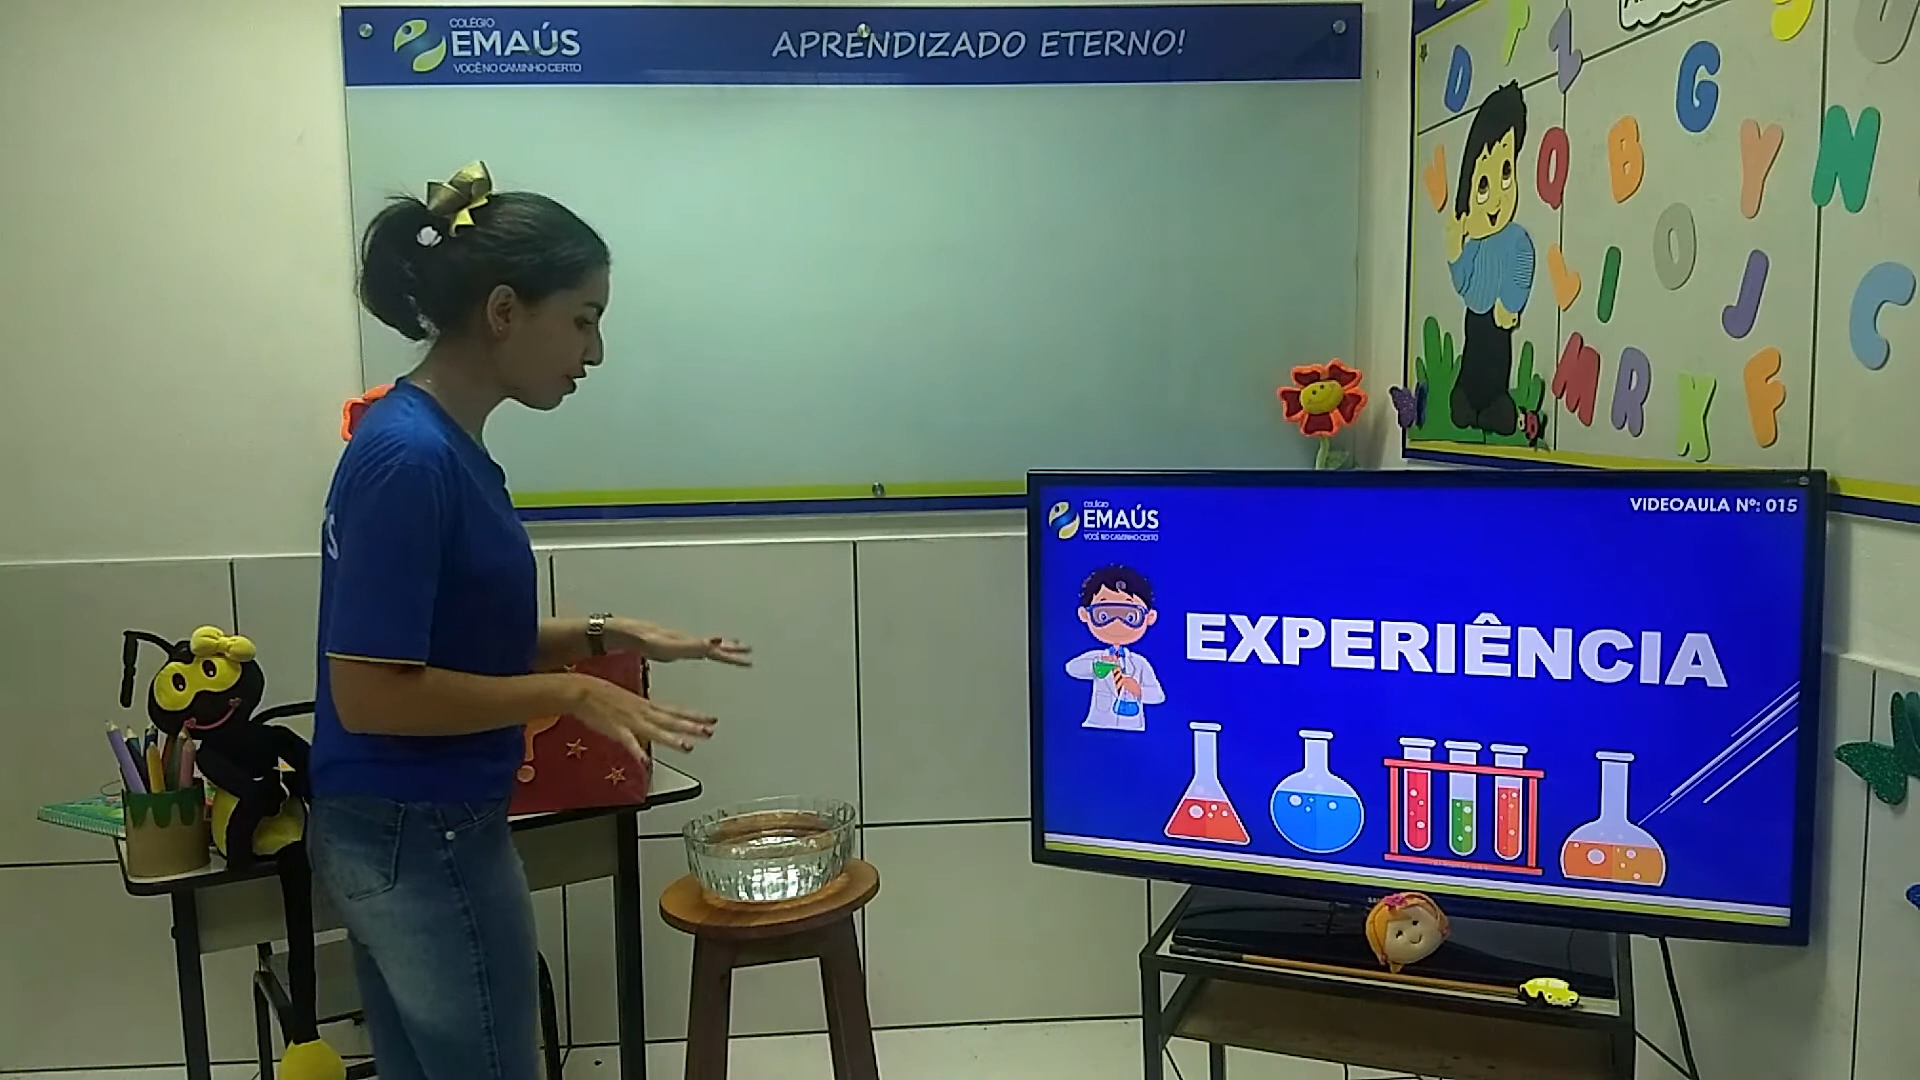 COLÉGIO
EMAÚS
VOCÊ NO CAMINHO CERTO
APRENDIZADO ETERNO!
D
Z
G
V
Q
B
Y
N
O
L
I
J
C
M
R
X
F
COLÉGIO
EMAÚS
VOCÊ NO CAMINHO CERTO
VIDEOAULA Nº: 015
EXPERIÊNCIA
?